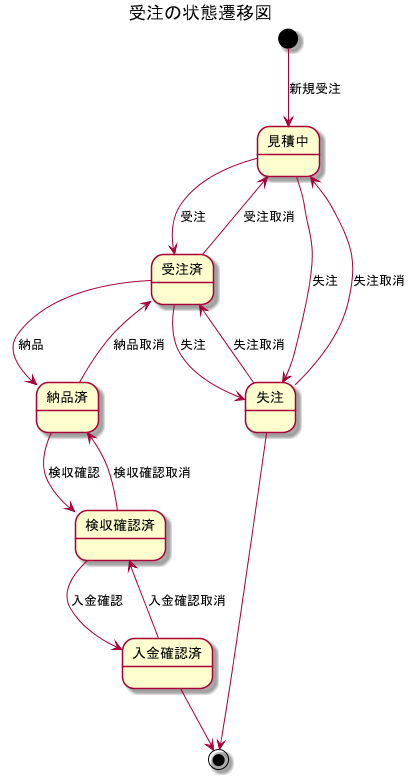 受注の状態遷移図
新規受注
見積中
受注
受注取消
失注
失注取消
受注済
納品
納品取消
失注
失注取消
納品済
失注
検収確認
検収確認取消
検収確認済
入金確認
入金確認取消
入金確認済